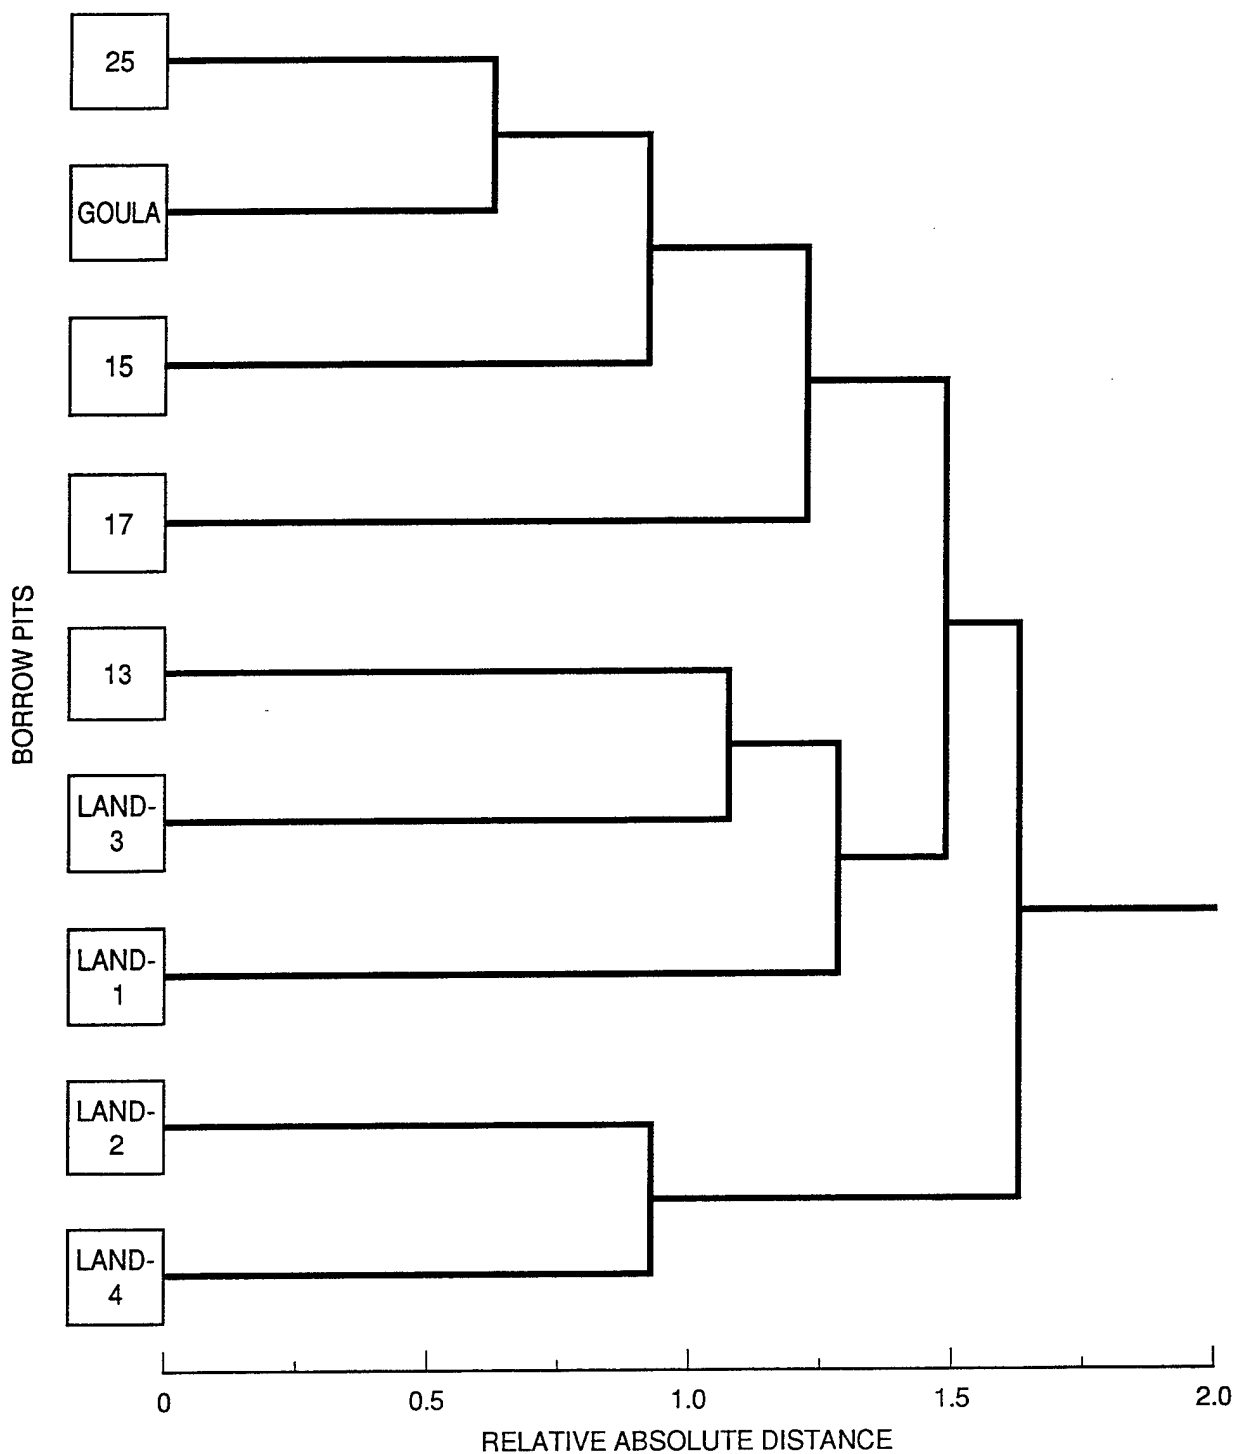 25
GOULA
15
17
13
LAND-
3
LAND-
1
LAND-
2
LAND-
4
BORROW PITS
0 0.5 1.0 1.5 2.0
RELATIVE ABSOLUTE DISTANCE